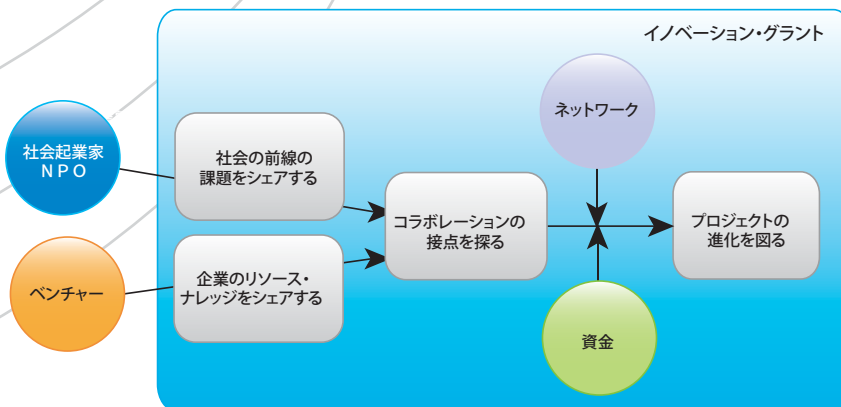 イノベーション・グラント
ネットワーク
社会起業家
NPO
社会の前線の
課題をシェアする
コラボレーションの
接点を探る
プロジェクトの
進化を図る
ベンチャー
企業のリソース・
ナレッジをシェアする
資金